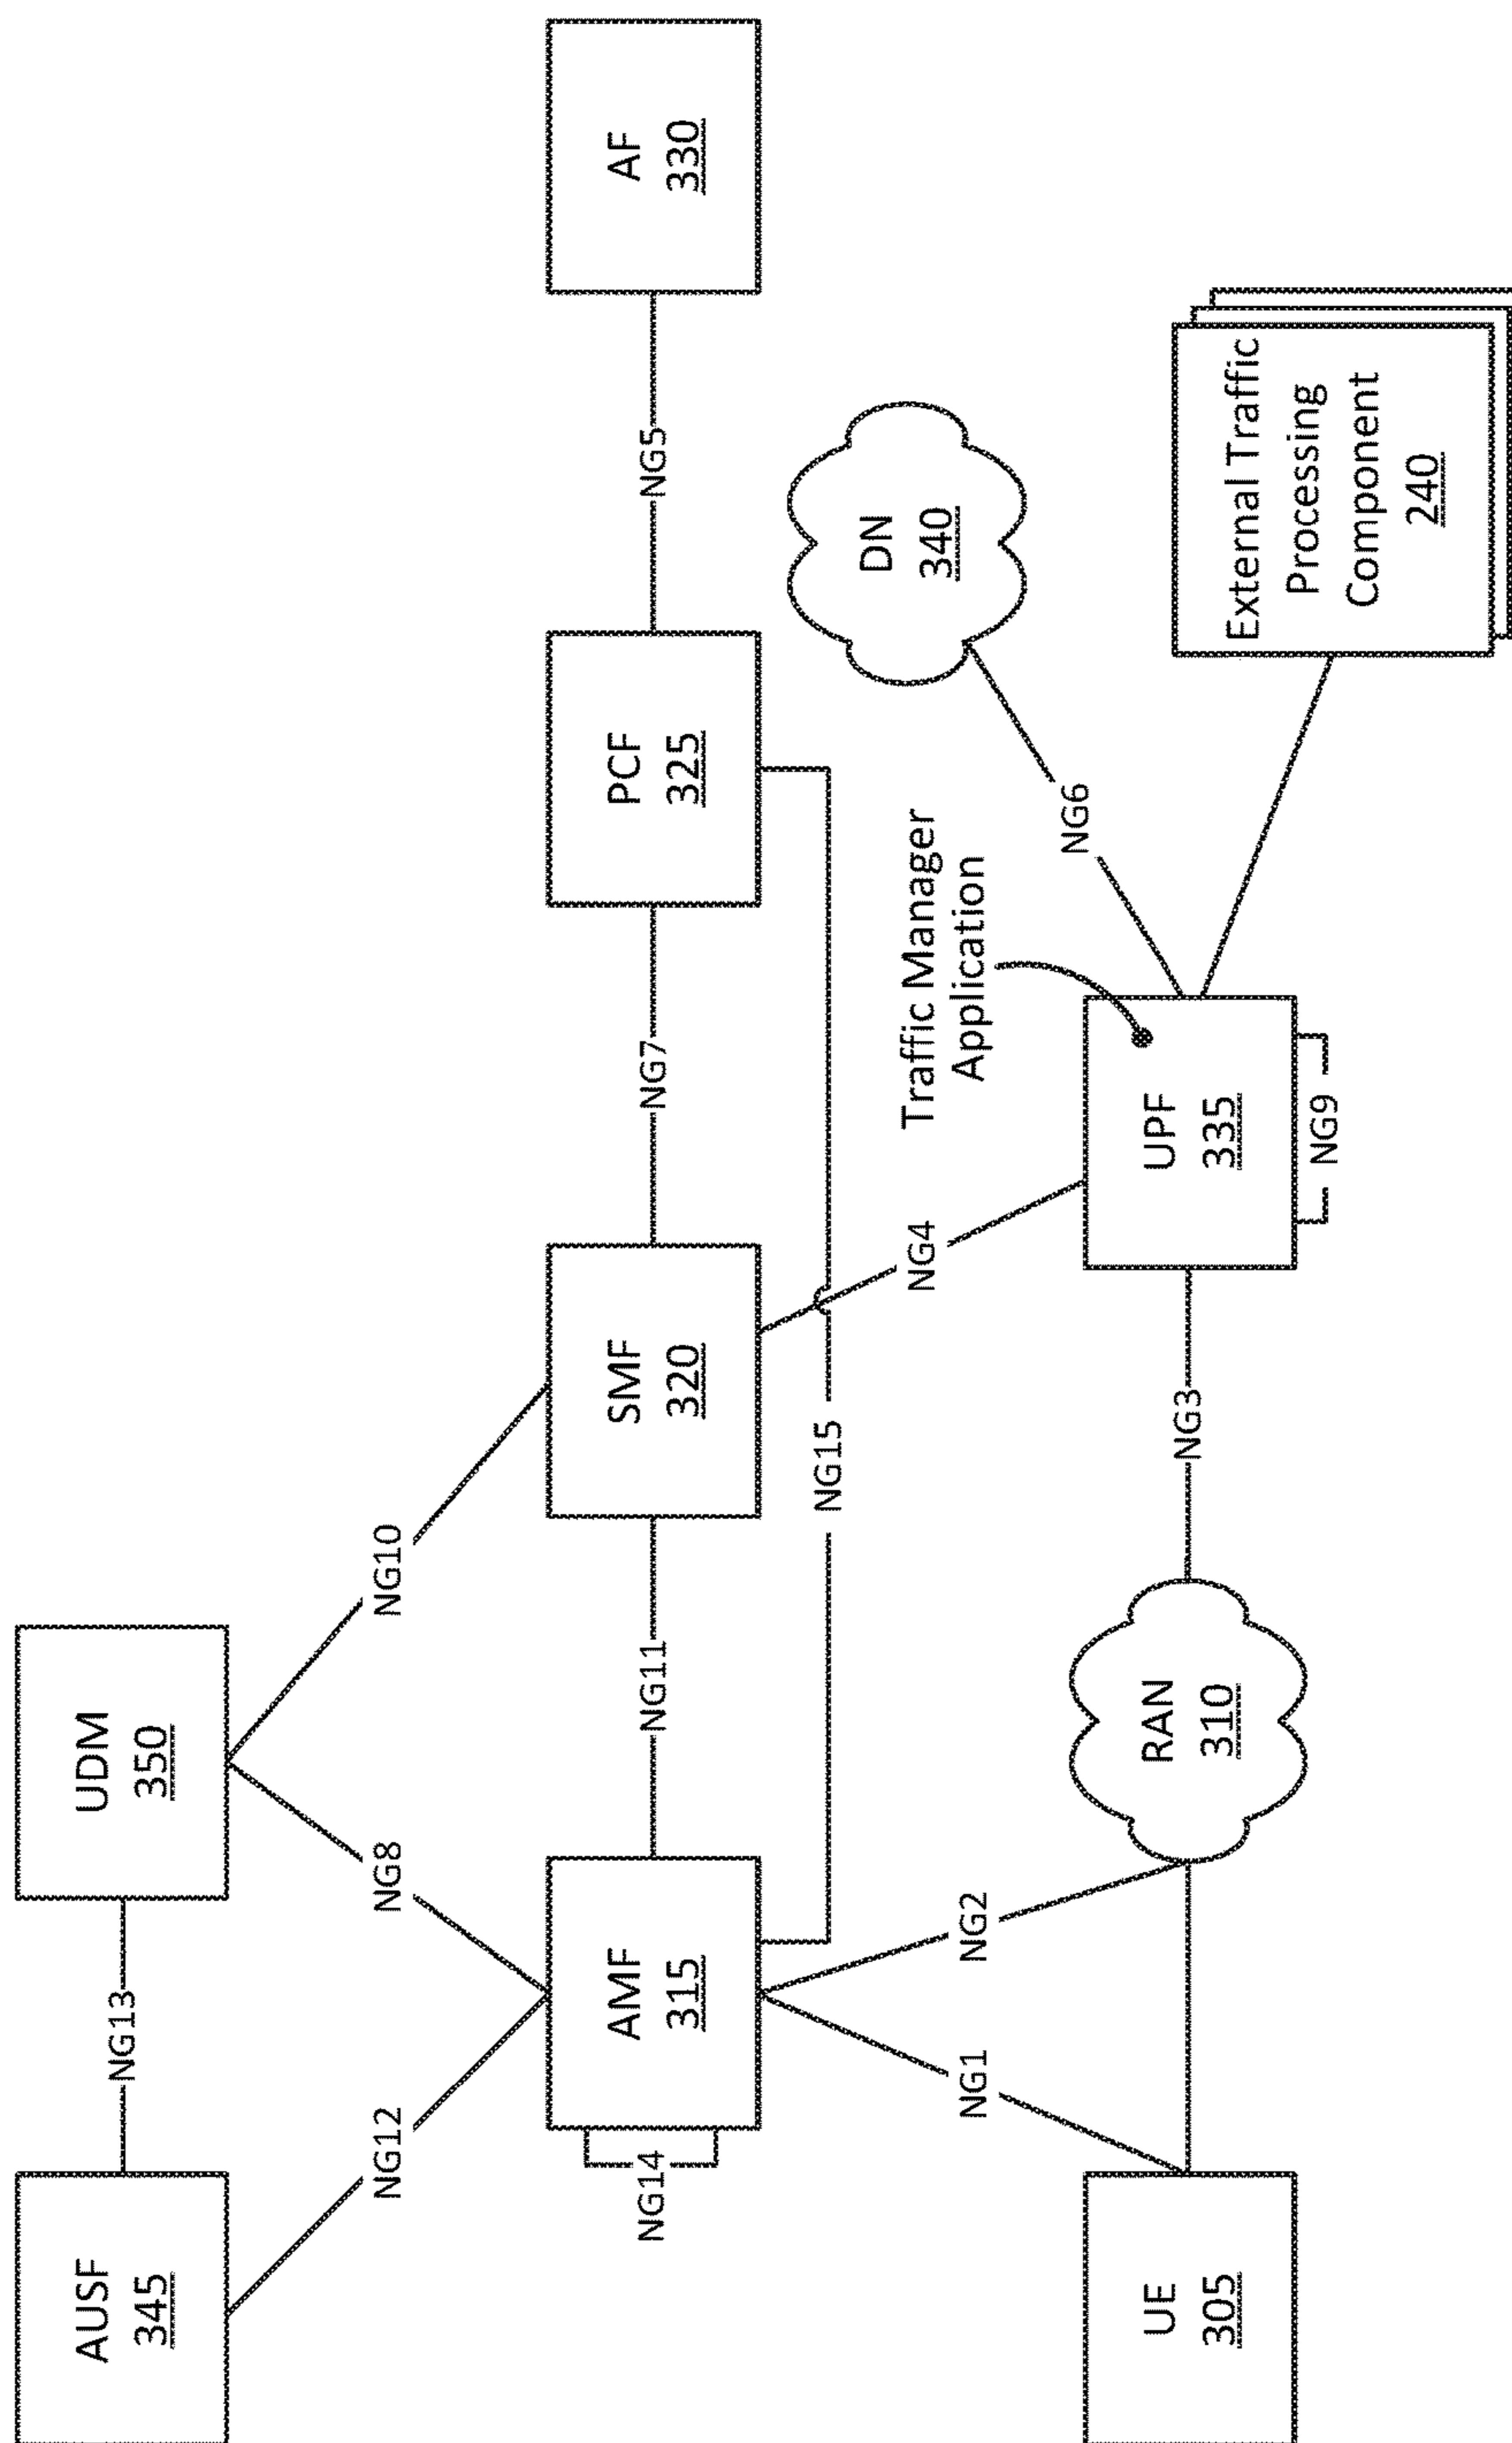 AUSF
345
NG13
UDM
350
NG12
NG8
NG10
NG14
AMF
315
NG11
SMF
320
NG7
PCF
325
NG5
AF
330
NG15
NG1
NG2
NG4
Traffic Manager
Application
NG6
DN
340
UE
305
RAN
310
NG3
UPF
335
NG9
External Traffic
Processing
Component
240